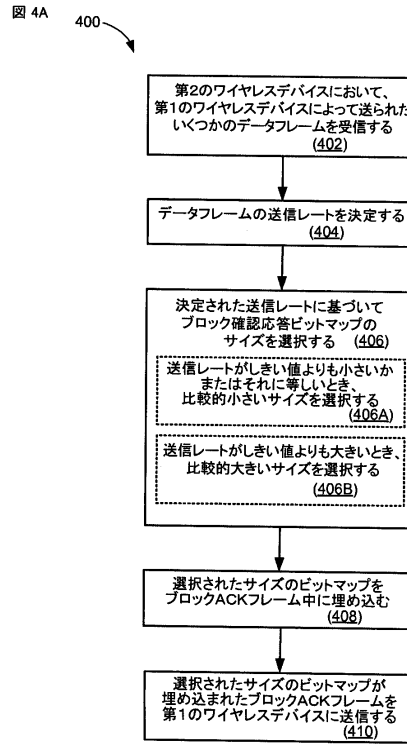 図 4A
400
第2のワイヤレスデバイスにおいて、
第1のワイヤレスデバイスによって送られた
いくつかのデータフレームを受信する
(402)
データフレームの送信レートを決定する
(404)
決定された送信レートに基づいて
ブロック確認応答ビットマップの
サイズを選択する (406)
送信レートがしきい値よりも小さいか
またはそれに等しいとき、
比較的小さいサイズを選択する
(406A)
送信レートがしきい値よりも大きいとき、
比較的大きいサイズを選択する
(406B)
選択されたサイズのビットマップを
ブロックACKフレーム中に埋め込む
(408)
選択されたサイズのビットマップが
埋め込まれたブロックACKフレームを
第1のワイヤレスデバイスに送信する
(410)